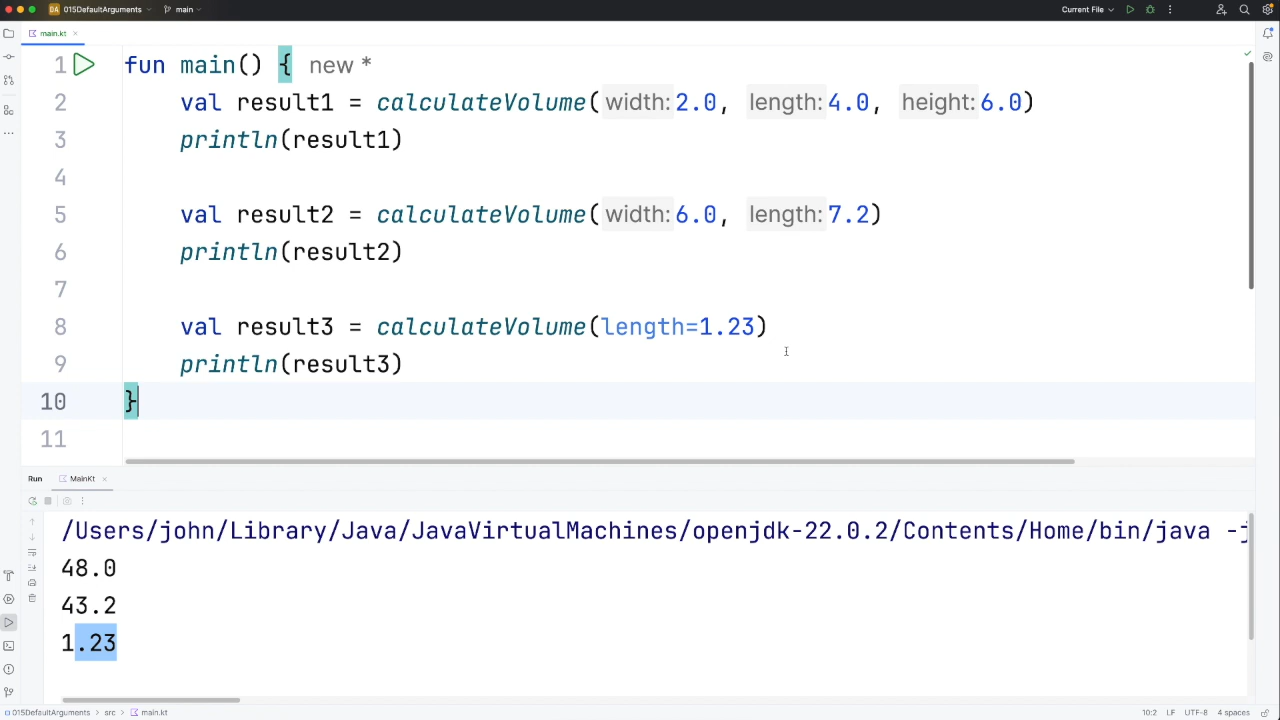 DA 015DefaultArguments main Current File
main.kt
1 fun main() { new *
2 val result1 = calculateVolume(width:2.0, length:4.0, height:6.0)
3 println(result1)
4
5 val result2 = calculateVolume(width:6.0, length:7.2)
6 println(result2)
7
8 val result3 = calculateVolume(length=1.23)
9 println(result3)
10 }
11
Run MainKt
/Users/john/Library/Java/JavaVirtualMachines/openjdk-22.0.2/Contents/Home/bin/java -j
48.0
43.2
1.23
015DefaultArguments > src > main.kt 10:2 LF UTF-8 4 spaces